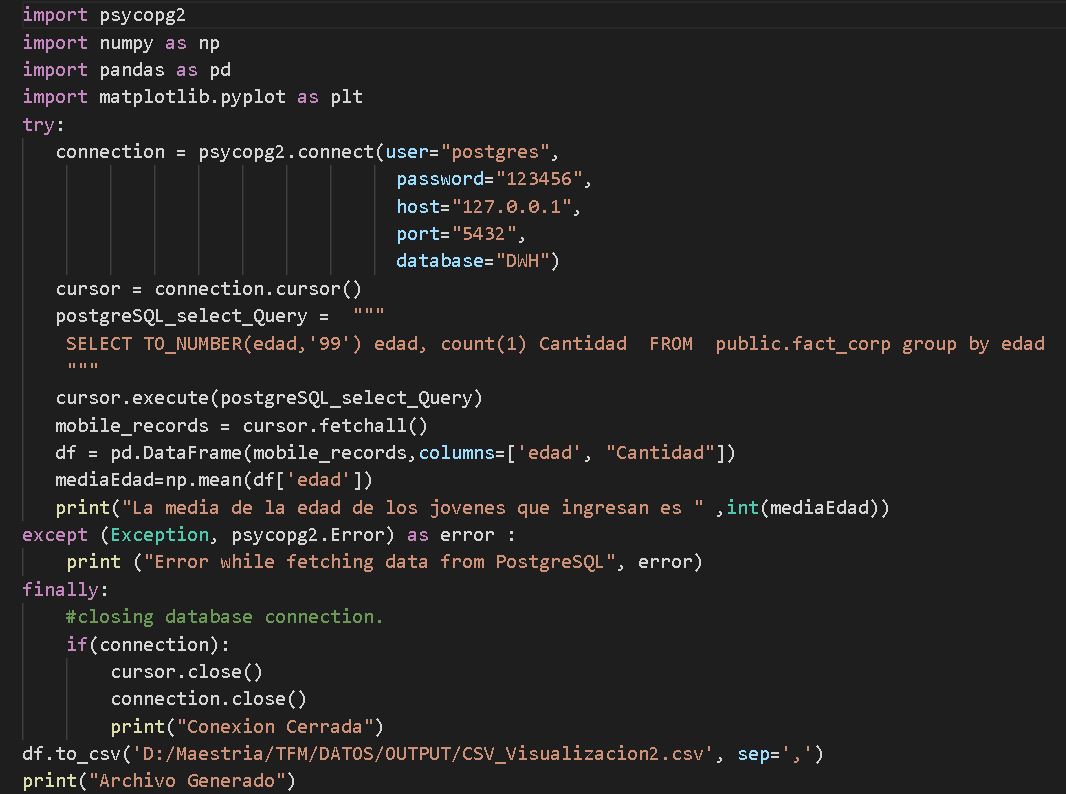 import psycopg2
import numpy as np
import pandas as pd
import matplotlib.pyplot as plt
try:
   connection = psycopg2.connect(user="postgres",
                                  password="123456",
                                  host="127.0.0.1",
                                  port="5432",
                                  database="DWH")
   cursor = connection.cursor()
   postgreSQL_select_Query =  """
    SELECT TO_NUMBER(edad,'99') edad, count(1) Cantidad  FROM  public.fact_corp group by edad
    """
   cursor.execute(postgreSQL_select_Query)
   mobile_records = cursor.fetchall()
   df = pd.DataFrame(mobile_records,columns=['edad', "Cantidad"])
   mediaEdad=np.mean(df['edad'])
   print("La media de la edad de los jovenes que ingresan es " ,int(mediaEdad))
except (Exception, psycopg2.Error) as error :
    print ("Error while fetching data from PostgreSQL", error)
finally:
    #closing database connection.
    if(connection):
        cursor.close()
        connection.close()
        print("Conexion Cerrada")
df.to_csv('D:/Maestria/TFM/DATOS/OUTPUT/CSV_Visualizacion2.csv', sep=',')
print("Archivo Generado")